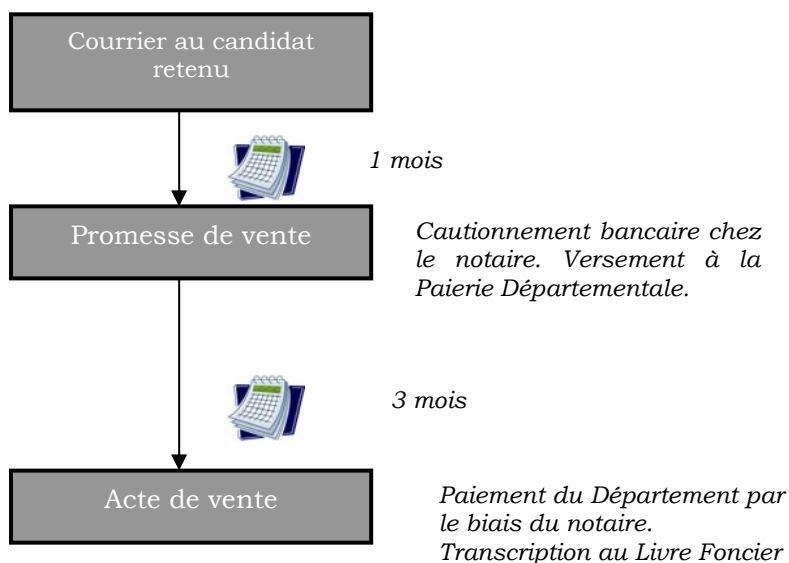 Courrier au candidat
retenu
1 mois
Promesse de vente
Cautionnement bancaire chez
le notaire. Versement à la
Paierie Départementale.
3 mois
Acte de vente
Paiement du Département par
le biais du notaire.
Transcription au Livre Foncier